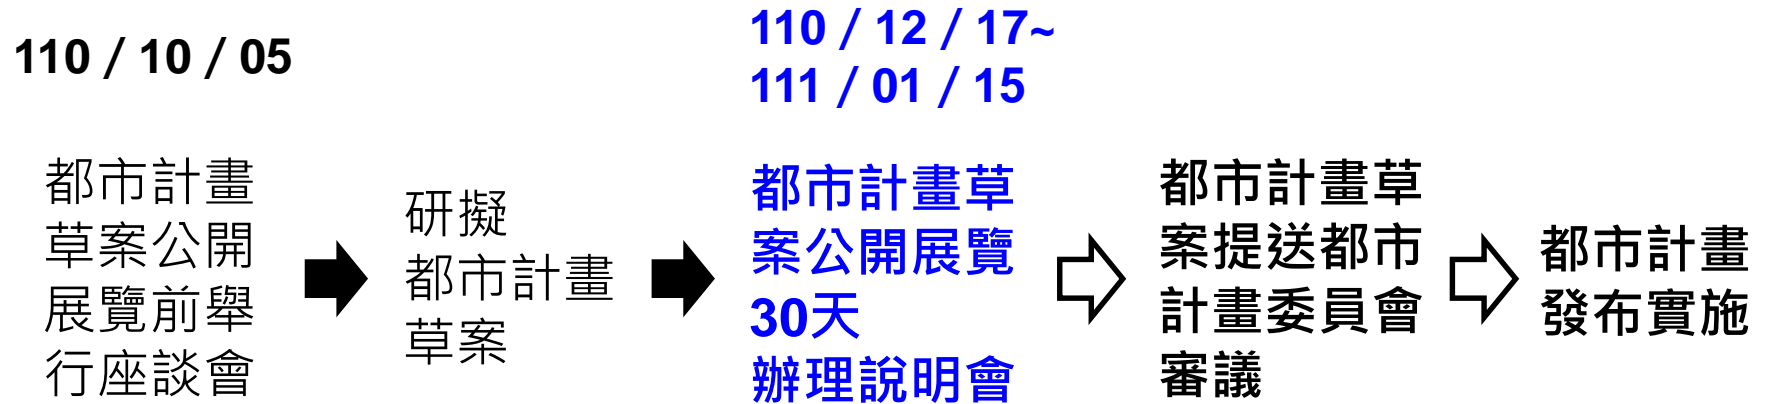 110 / 10 / 05
都市計畫
草案公開
展覽前舉
行座談會
研擬
都市計畫
草案
110 / 12 / 17~
111 / 01 / 15
都市計畫草
案公開展覽
30天
辦理說明會
都市計畫草
案提送都市
計畫委員會
審議
都市計畫
發布實施